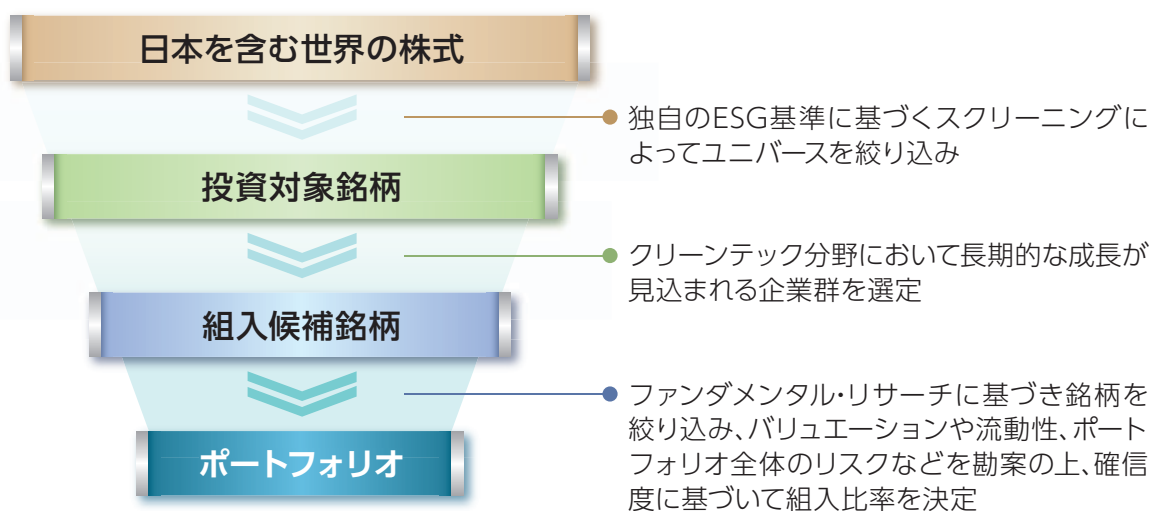 日本を含む世界の株式
独自のESG基準に基づくスクリーニングに
よってユニバースを絞り込み
投資対象銘柄
クリーンテック分野において長期的な成長が
見込まれる企業群を選定
組入候補銘柄
ファンダメンタル・リサーチに基づき銘柄を
絞り込み、バリュエーションや流動性、ポート
フォリオ全体のリスクなどを勘案の上、確信
度に基づいて組入比率を決定
ポートフォリオ